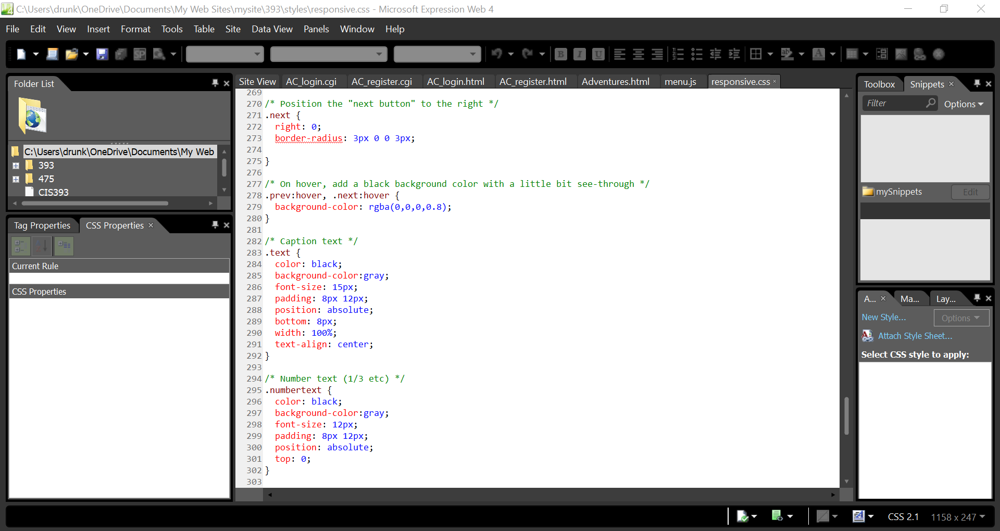 C:\Users\drunk\OneDrive\Documents\My Web Sites\mysite\393\styles\responsive.css - Microsoft Expression Web 4
File Edit View Insert Format Tools Table Site Data View Panels Window Help
Folder List
C:\Users\drunk\OneDrive\Documents\My Web
393
475
CIS393
Tag Properties CSS Properties
Current Rule
CSS Properties
Site View AC_login.cgi AC_register.cgi AC_login.html AC_register.html Adventures.html menu.js responsive.css
269
270 /* Position the "next button" to the right */
271 .next {
272 right: 0;
273 border-radius: 3px 0 0 3px;
274
275 }
276
277 /* On hover, add a black background color with a little bit see-through */
278 .prev:hover, .next:hover {
279 background-color: rgba(0,0,0,0.8);
280 }
281
282 /* Caption text */
283 .text {
284 color: black;
285 background-color:gray;
286 font-size: 15px;
287 padding: 8px 12px;
288 position: absolute;
289 bottom: 8px;
290 width: 100%;
291 text-align: center;
292 }
293
294 /* Number text (1/3 etc) */
295 .numbertext {
296 color: black;
297 background-color:gray;
298 font-size: 12px;
299 padding: 8px 12px;
300 position: absolute;
301 top: 0;
302 }
303
Toolbox Snippets
Filter Options
mySnippets Edit
A... Ma... Lay...
New Style... Options
Attach Style Sheet...
Select CSS style to apply:
CSS 2.1 1158 x 247